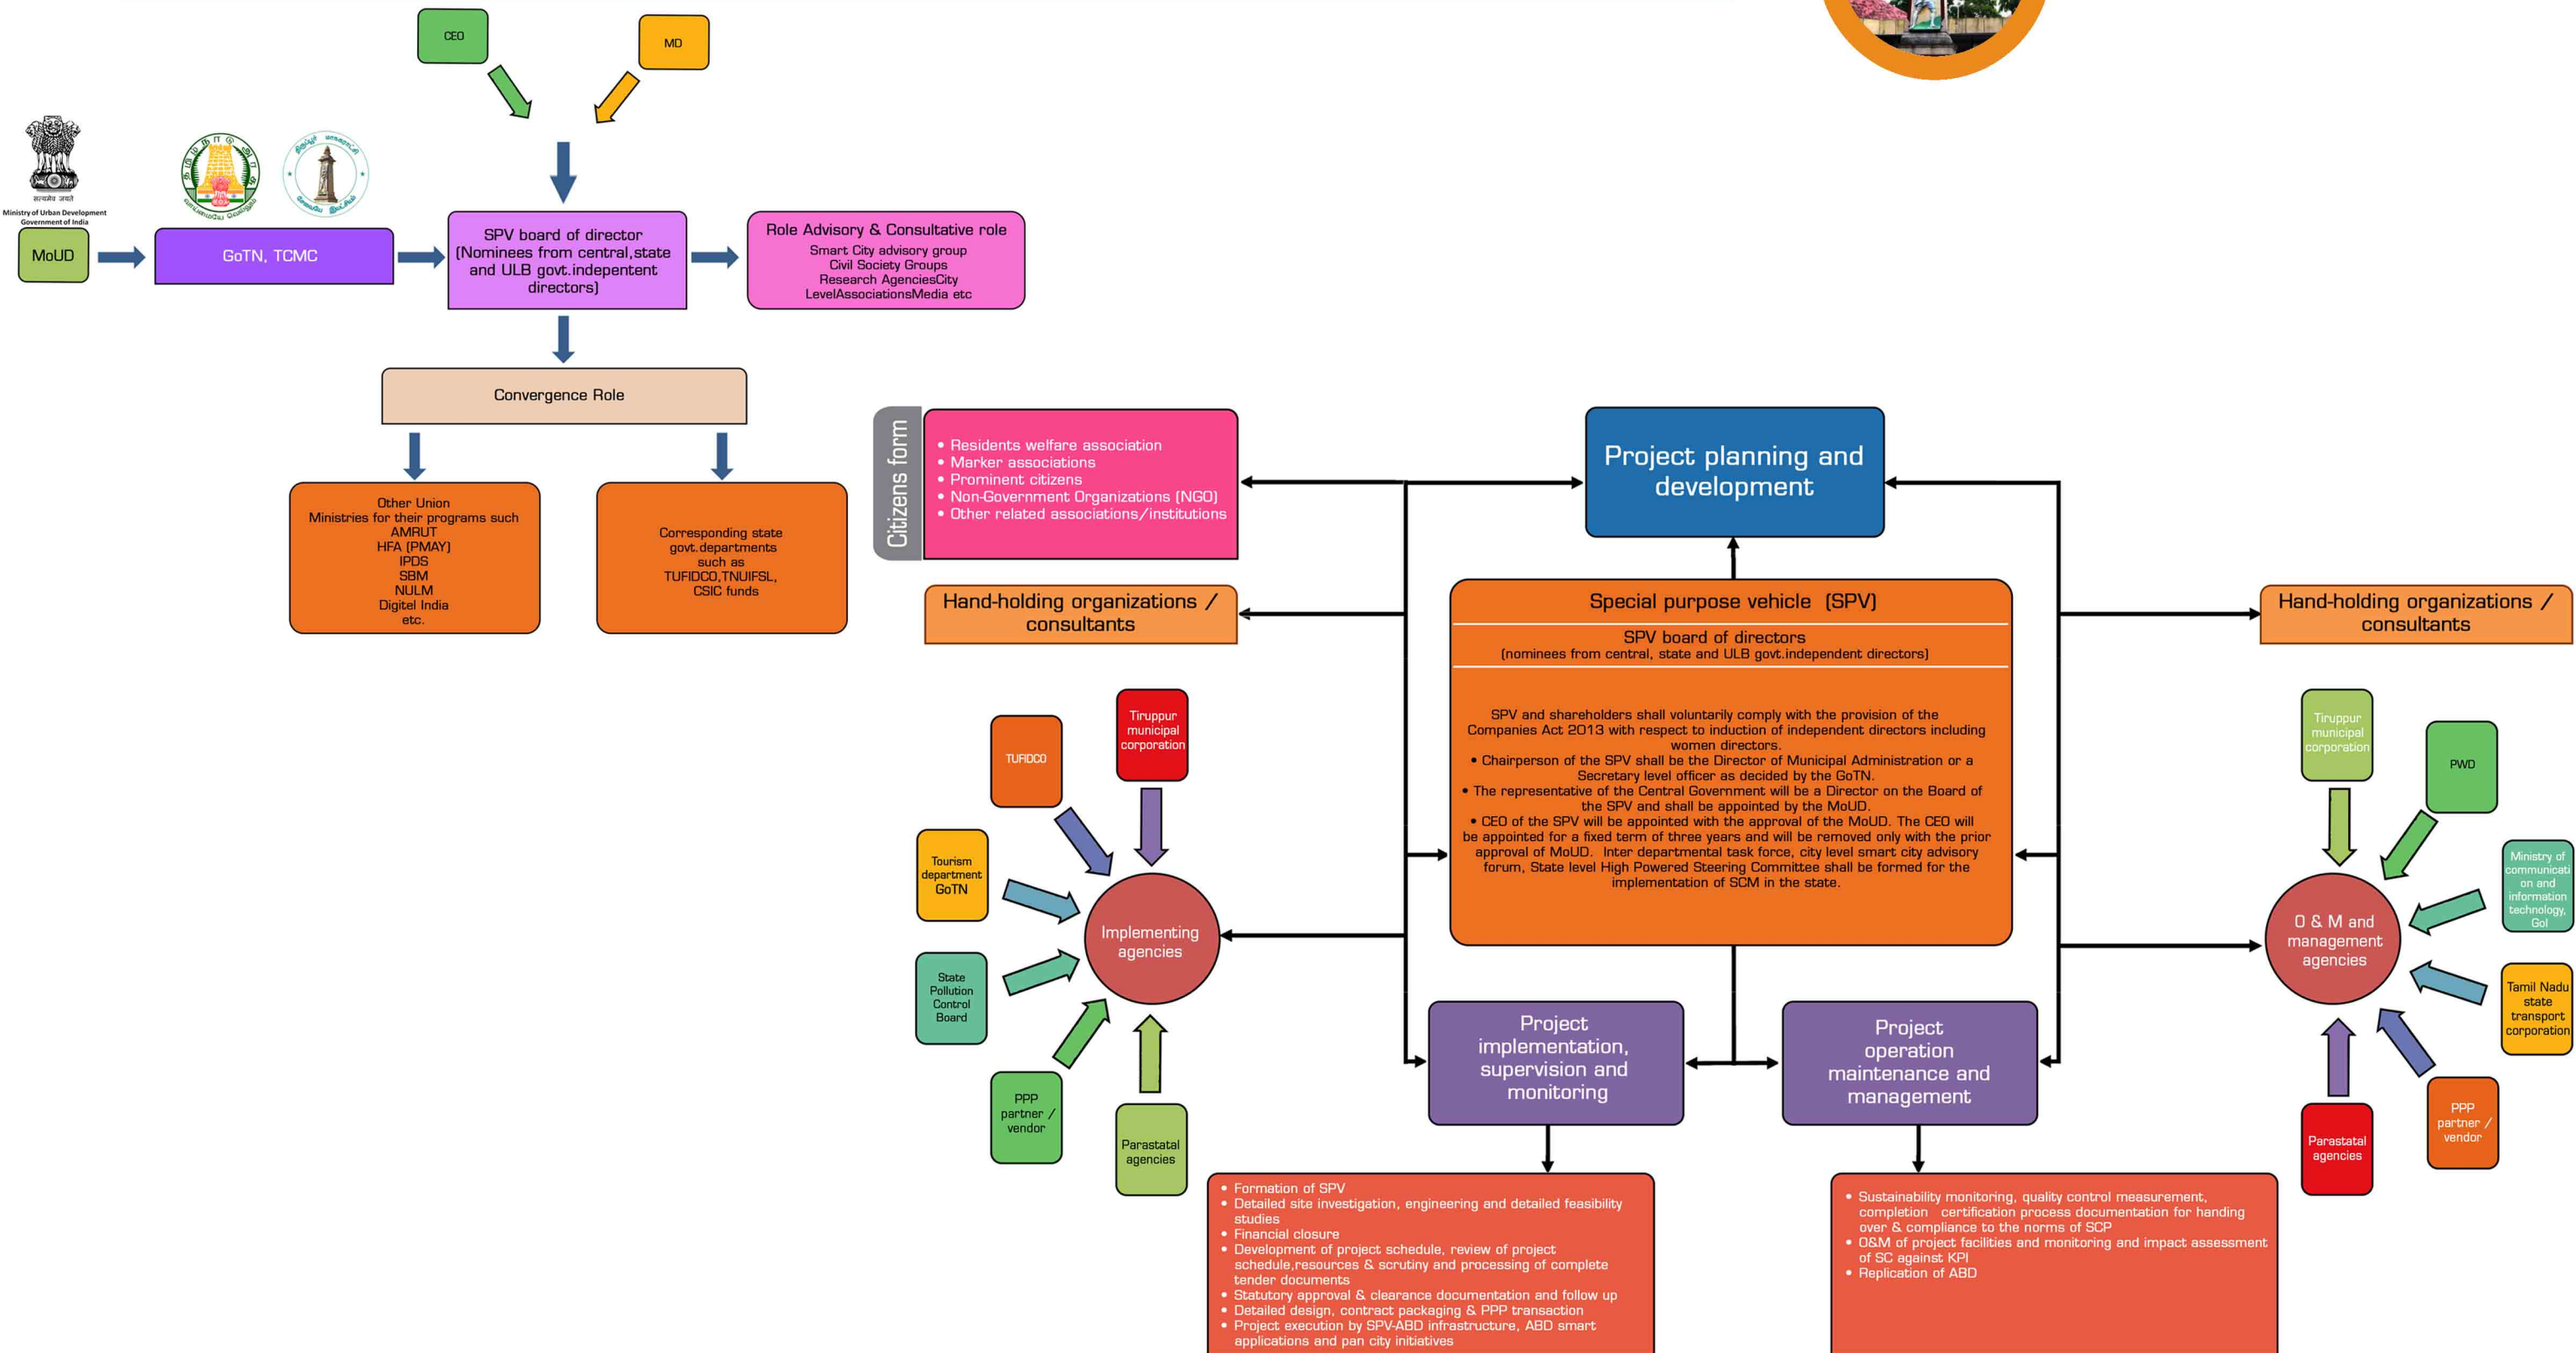 CEO
MD
தமிழ்நாடு அரசு
வாய்மையே வெல்லும்
திருப்பூர் மாநகராட்சி
सत्यमेव जयते
Ministry of Urban Development
Government of India
MoUD
GoTN, TCMC
SPV board of director
(Nominees from central,state
and ULB govt.indepentent
directors)
Role Advisory & Consultative role
Smart City advisory group
Civil Society Groups
Research AgenciesCity
LevelAssociationsMedia etc
Convergence Role
Other Union
Ministries for their programs such
AMRUT
HFA (PMAY)
IPDS
SBM
NULM
Digitel India
etc.
Corresponding state
govt.departments
such as
TUFIDCO,TNUIFSL,
CSIC funds
Citizens form
• Residents welfare association
• Marker associations
• Prominent citizens
• Non-Government Organizations (NGO)
• Other related associations/institutions
Project planning and
development
Hand-holding organizations /
consultants
Special purpose vehicle (SPV)
SPV board of directors
(nominees from central, state and ULB govt.independent directors)
SPV and shareholders shall voluntarily comply with the provision of the
Companies Act 2013 with respect to induction of independent directors including
women directors.
• Chairperson of the SPV shall be the Director of Municipal Administration or a
Secretary level officer as decided by the GoTN.
• The representative of the Central Government will be a Director on the Board of
the SPV and shall be appointed by the MoUD.
• CEO of the SPV will be appointed with the approval of the MoUD. The CEO will
be appointed for a fixed term of three years and will be removed only with the prior
approval of MoUD. Inter departmental task force, city level smart city advisory
forum, State level High Powered Steering Committee shall be formed for the
implementation of SCM in the state.
Hand-holding organizations /
consultants
Tiruppur
municipal
corporation
TUFIDCO
Tourism
department
GoTN
State
Pollution
Control
Board
PPP
partner /
vendor
Parastatal
agencies
Implementing
agencies
Tiruppur
municipal
corporation
PWD
Ministry of
communicati
on and
information
technology,
GoI
Tamil Nadu
state
transport
corporation
PPP
partner /
vendor
Parastatal
agencies
O & M and
management
agencies
Project
implementation,
supervision and
monitoring
Project
operation
maintenance and
management
• Formation of SPV
• Detailed site investigation, engineering and detailed feasibility
studies
• Financial closure
• Development of project schedule, review of project
schedule,resources & scrutiny and processing of complete
tender documents
• Statutory approval & clearance documentation and follow up
• Detailed design, contract packaging & PPP transaction
• Project execution by SPV-ABD infrastructure, ABD smart
applications and pan city initiatives
• Sustainability monitoring, quality control measurement,
completion certification process documentation for handing
over & compliance to the norms of SCP
• O&M of project facilities and monitoring and impact assessment
of SC against KPI
• Replication of ABD